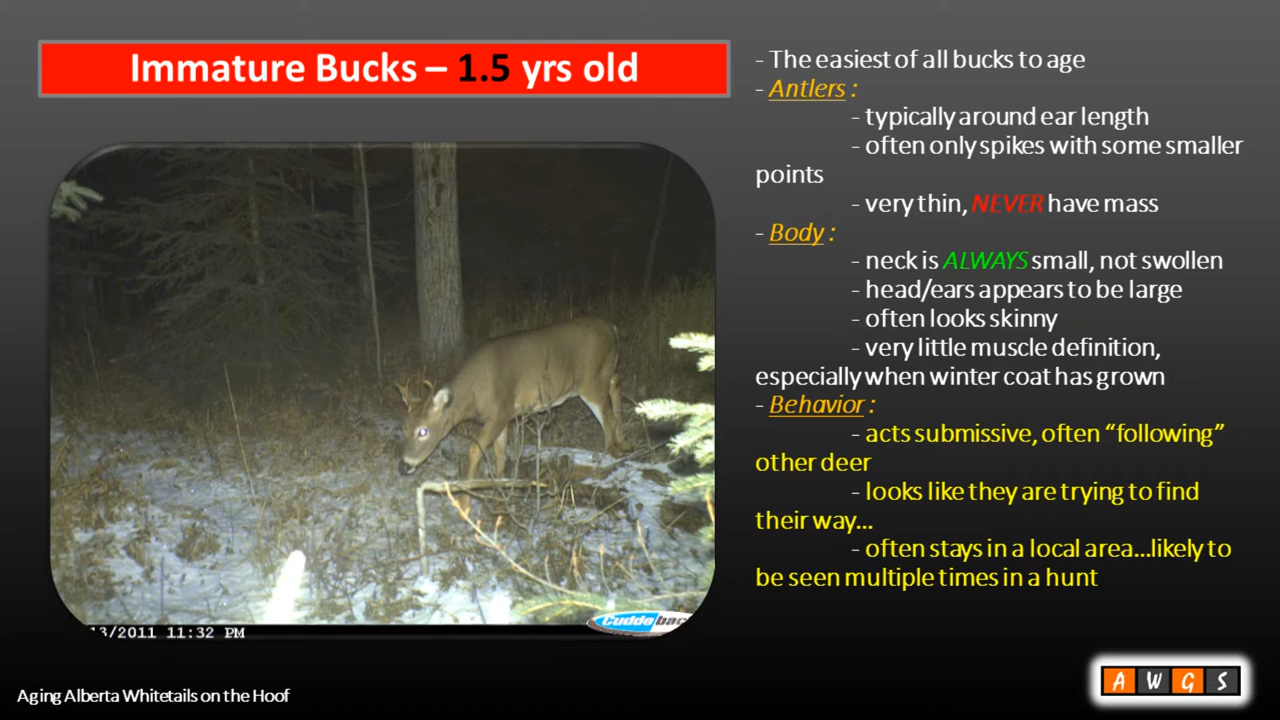 Immature Bucks – 1.5 yrs old
- The easiest of all bucks to age
- Antlers :
- typically around ear length
- often only spikes with some smaller
points
- very thin, NEVER have mass
- Body :
- neck is ALWAYS small, not swollen
- head/ears appears to be large
- often looks skinny
- very little muscle definition,
especially when winter coat has grown
- Behavior :
- acts submissive, often “following”
other deer
- looks like they are trying to find
their way...
- often stays in a local area...likely to
be seen multiple times in a hunt
13/2011 11:32 PM
Cuddebac
Aging Alberta Whitetails on the Hoof
A W G S